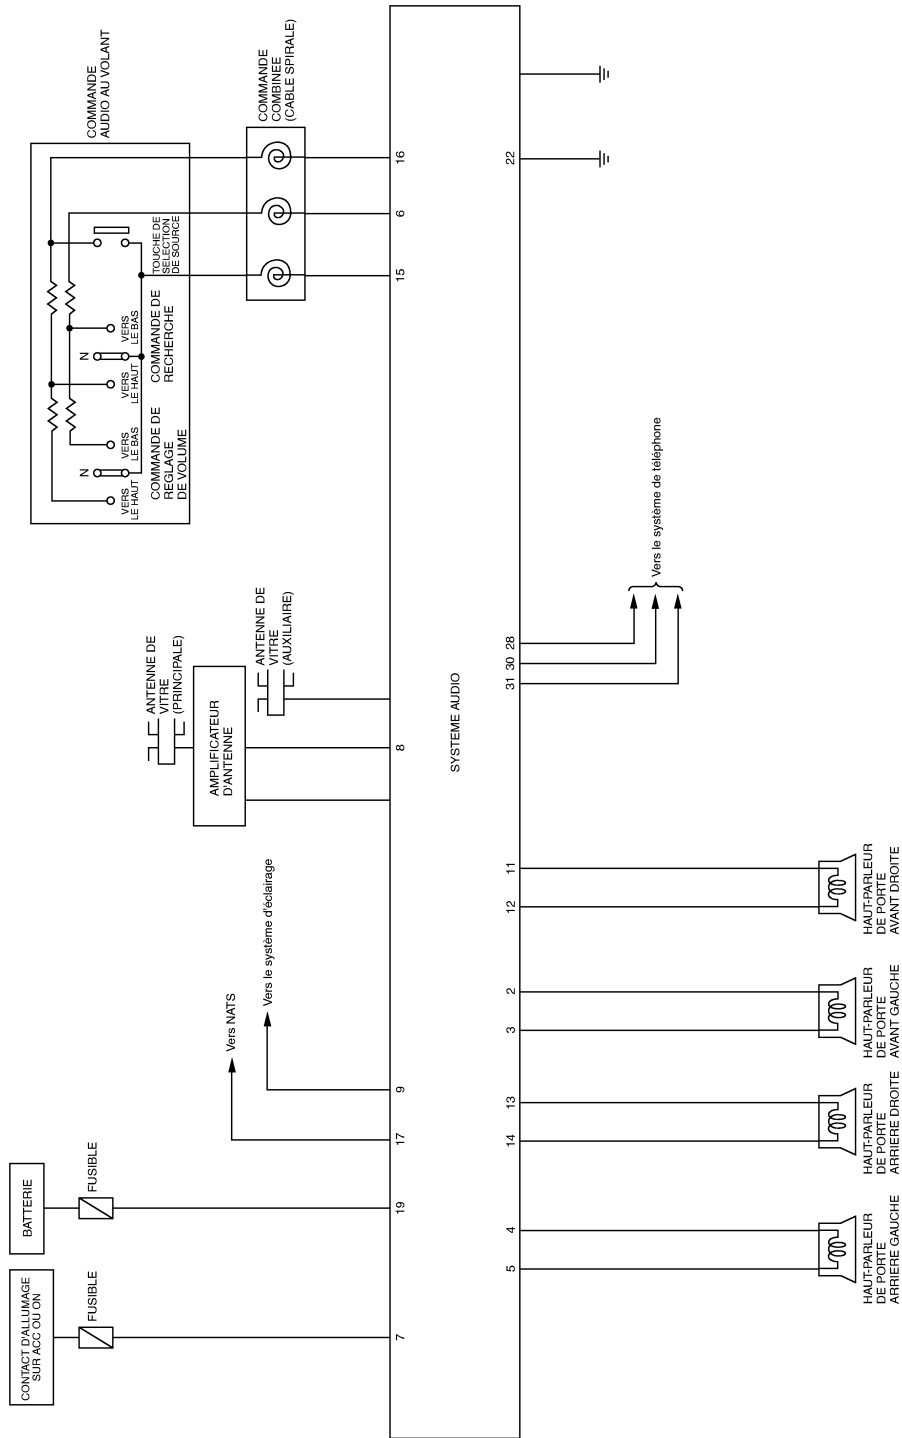 CONTACT D'ALLUMAGE
SUR ACC OU ON
FUSIBLE
7
BATTERIE
FUSIBLE
19
17
Vers NATS
9
Vers le système d'éclairage
ANTENNE DE
VITRE
(PRINCIPALE)
AMPLIFICATEUR
D'ANTENNE
8
ANTENNE DE
VITRE
(AUXILIAIRE)
COMMANDE
AUDIO AU VOLANT
VERS
LE HAUT
N
VERS
LE BAS
COMMANDE DE
REGLAGE
DE VOLUME
VERS
LE HAUT
N
VERS
LE BAS
COMMANDE DE
RECHERCHE
TOUCHE DE
SELECTION
DE SOURCE
COMMANDE
COMBINEE
(CABLE SPIRALE)
15
6
16
SYSTEME AUDIO
5
4
14
13
3
2
12
11
31
30
28
22
Vers le système de téléphone
HAUT-PARLEUR
DE PORTE
ARRIERE GAUCHE
HAUT-PARLEUR
DE PORTE
ARRIERE DROITE
HAUT-PARLEUR
DE PORTE
AVANT GAUCHE
HAUT-PARLEUR
DE PORTE
AVANT DROITE